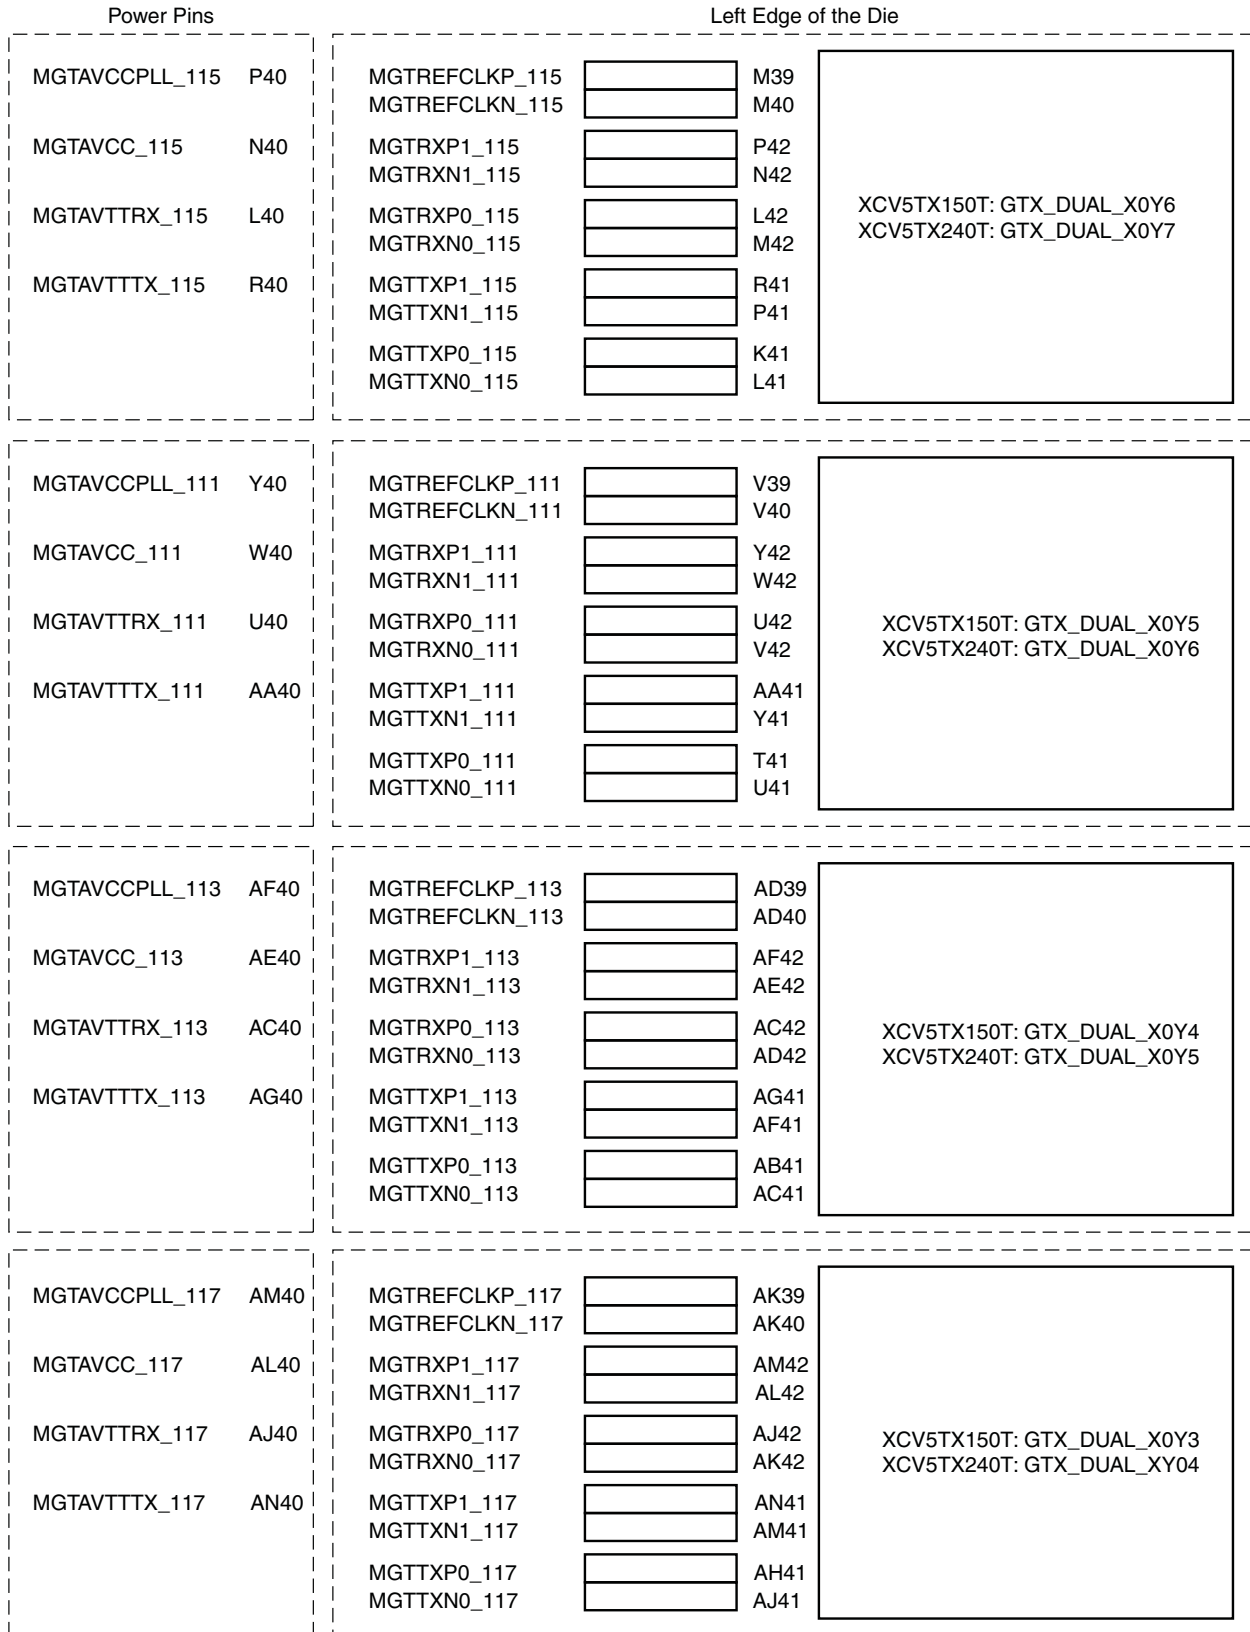 Power Pins Left Edge of the Die
MGTAVCCPLL_115 P40 MGTREFCLKP_115 M39
MGTREFCLKN_115 M40
MGTAVCC_115 N40 MGTRXP1_115 P42
MGTRXN1_115 N42
XCV5TX150T: GTX_DUAL_X0Y6
MGTAVTTRX_115 L40 MGTRXP0_115 L42
XCV5TX240T: GTX_DUAL_X0Y7
MGTRXN0_115 M42
MGTAVTTTX_115 R40 MGTTXP1_115 R41
MGTTXN1_115 P41
MGTTXP0_115 K41
MGTTXN0_115 L41
MGTAVCCPLL_111 Y40 MGTREFCLKP_111 V39
MGTREFCLKN_111 V40
MGTAVCC_111 W40 MGTRXP1_111 Y42
MGTRXN1_111 W42
MGTAVTTRX_111 U40 MGTRXP0_111 U42 XCV5TX150T: GTX_DUAL_X0Y5
MGTRXN0_111 V42 XCV5TX240T: GTX_DUAL_X0Y6
MGTAVTTTX_111 AA40 MGTTXP1_111 AA41
MGTTXN1_111 Y41
MGTTXP0_111 T41
MGTTXN0_111 U41
MGTAVCCPLL_113 AF40 MGTREFCLKP_113 AD39
MGTREFCLKN_113 AD40
MGTAVCC_113 AE40 MGTRXP1_113 AF42
MGTRXN1_113 AE42
MGTAVTTRX_113 AC40 MGTRXP0_113 AC42 XCV5TX150T: GTX_DUAL_X0Y4
MGTRXN0_113 AD42 XCV5TX240T: GTX_DUAL_X0Y5
MGTAVTTTX_113 AG40 MGTTXP1_113 AG41
MGTTXN1_113 AF41
MGTTXP0_113 AB41
MGTTXN0_113 AC41
MGTAVCCPLL_117 AM40 MGTREFCLKP_117 AK39
MGTREFCLKN_117 AK40
MGTAVCC_117 AL40 MGTRXP1_117 AM42
MGTRXN1_117 AL42
MGTAVTTRX_117 AJ40 MGTRXP0_117 AJ42 XCV5TX150T: GTX_DUAL_X0Y3
MGTRXN0_117 AK42 XCV5TX240T: GTX_DUAL_XY04
MGTAVTTTX_117 AN40 MGTTXP1_117 AN41
MGTTXN1_117 AM41
MGTTXP0_117 AH41
MGTTXN0_117 AJ41